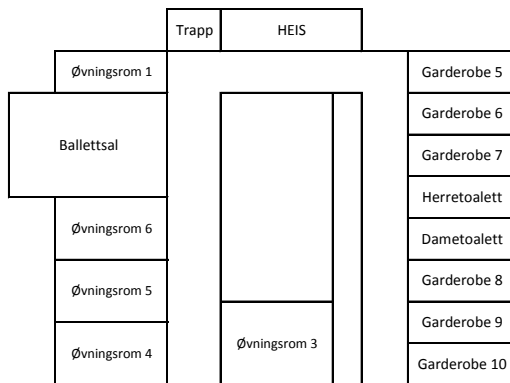 Trapp
HEIS
Øvningsrom 1
Garderobe 5
Garderobe 6
Ballettsal
Garderobe 7
Herretoalett
Øvningsrom 6
Dametoalett
Øvningsrom 5
Garderobe 8
Garderobe 9
Øvningsrom 4
Øvningsrom 3
Garderobe 10